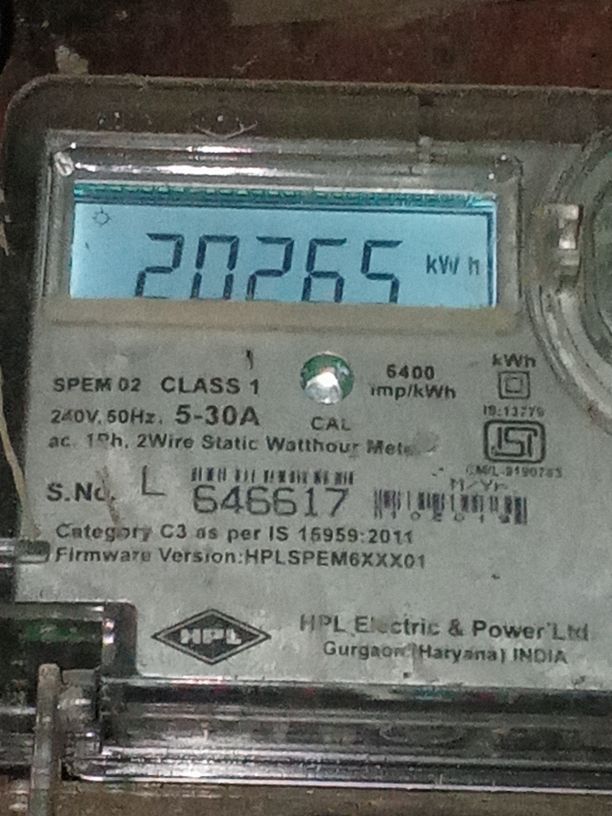 20265 kWh
6400 imp/kWh
kWh
SPEM 02 CLASS 1
IS:13779
240V, 50Hz, 5-30A
CAL
ac. 1Ph. 2Wire Static Watthour Meter
S.No. L 646617
M/Yr
Category C3 as per IS 15959:2011
Firmware Version:HPLSPEM6XXX01
HPL
HPL Electric & Power Ltd
Gurgaon (Haryana) INDIA